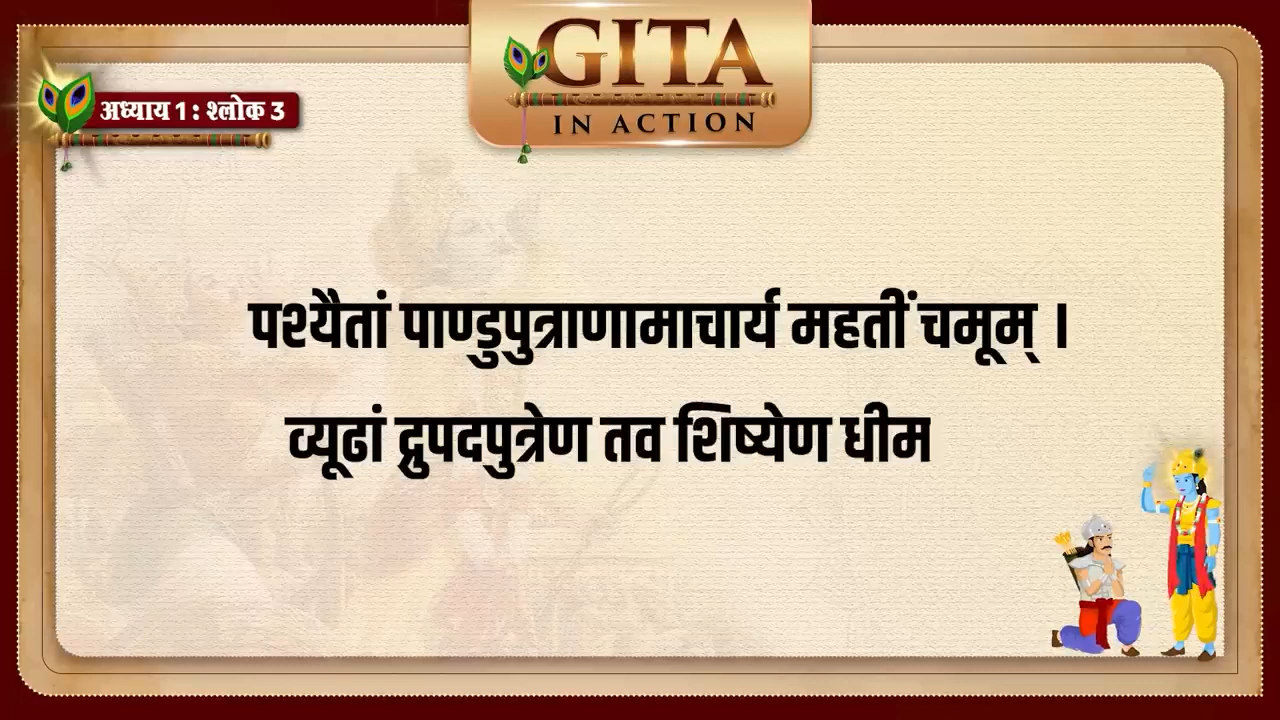 GITA
IN ACTION
अध्याय 1 : श्लोक 3
पश्यैतां पाण्डुपुत्राणामाचार्य महतीं चमूम् ।
व्यूढां द्रुपदपुत्रेण तव शिष्येण धीम